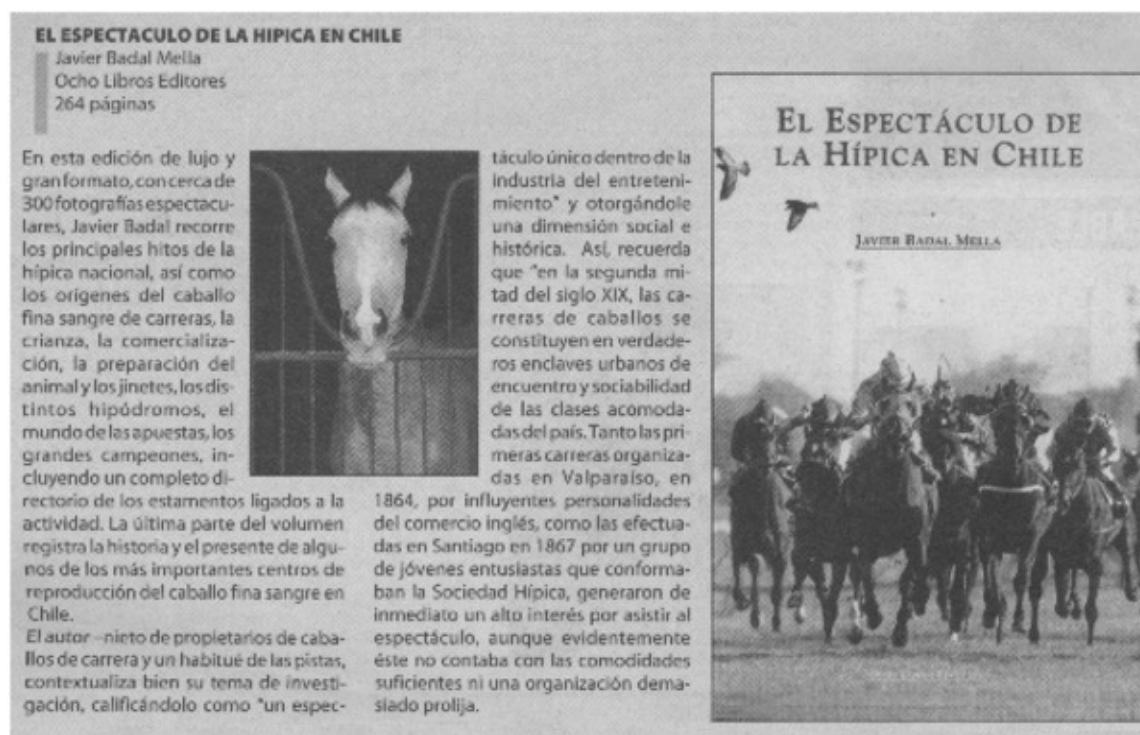 EL ESPECTACULO DE LA HIPICA EN CHILE
Javier Badal Mella
Ocho Libros Editores
264 páginas
En esta edición de lujo y
gran formato, con cerca de
300 fotografías espectacu-
lares, Javier Badal recorre
los principales hitos de la
hípica nacional, así como
los orígenes del caballo
fina sangre de carreras, la
crianza, la comercializa-
ción, la preparación del
animal y los jinetes, los dis-
tintos hipódromos, el
mundo de las apuestas, los
grandes campeones, in-
cluyendo un completo di-
rectorio de los estamentos ligados a la
actividad. La última parte del volumen
registra la historia y el presente de algu-
nos de los más importantes centros de
reproducción del caballo fina sangre en
Chile.
El autor –nieto de propietarios de caba-
llos de carrera y un habitué de las pistas,
contextualiza bien su tema de investi-
gación, calificándolo como "un espec-
táculo único dentro de la
industria del entreteni-
miento" y otorgándole
una dimensión social e
histórica. Así, recuerda
que "en la segunda mi-
tad del siglo XIX, las ca-
rreras de caballos se
constituyen en verdade-
ros enclaves urbanos de
encuentro y sociabilidad
de las clases acomoda-
das del país. Tanto las pri-
meras carreras organiza-
das en Valparaíso, en
1864, por influyentes personalidades
del comercio inglés, como las efectua-
das en Santiago en 1867 por un grupo
de jóvenes entusiastas que conforma-
ban la Sociedad Hípica, generaron de
inmediato un alto interés por asistir al
espectáculo, aunque evidentemente
éste no contaba con las comodidades
suficientes ni una organización dema-
siado prolija.
EL ESPECTÁCULO DE
LA HÍPICA EN CHILE
JAVIER BADAL MELLA